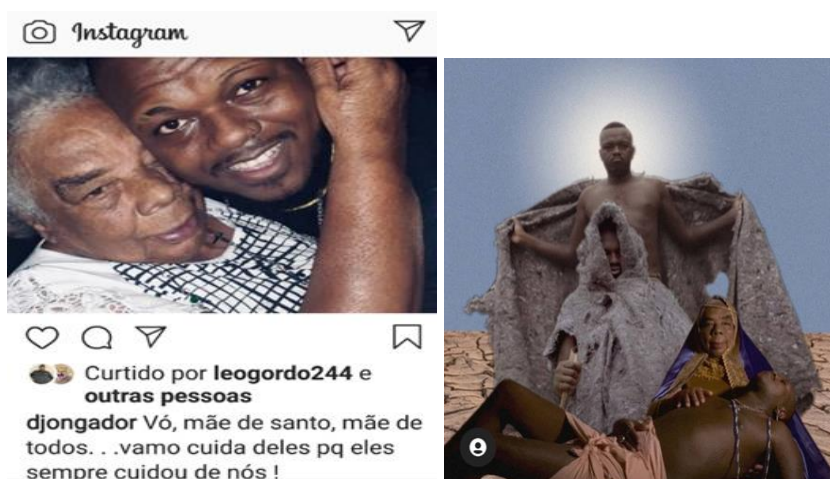 Instagram
Curtido por leogordo244 e
outras pessoas
djongador Vó, mãe de santo, mãe de
todos. . .vamo cuida deles pq eles
sempre cuidou de nós !